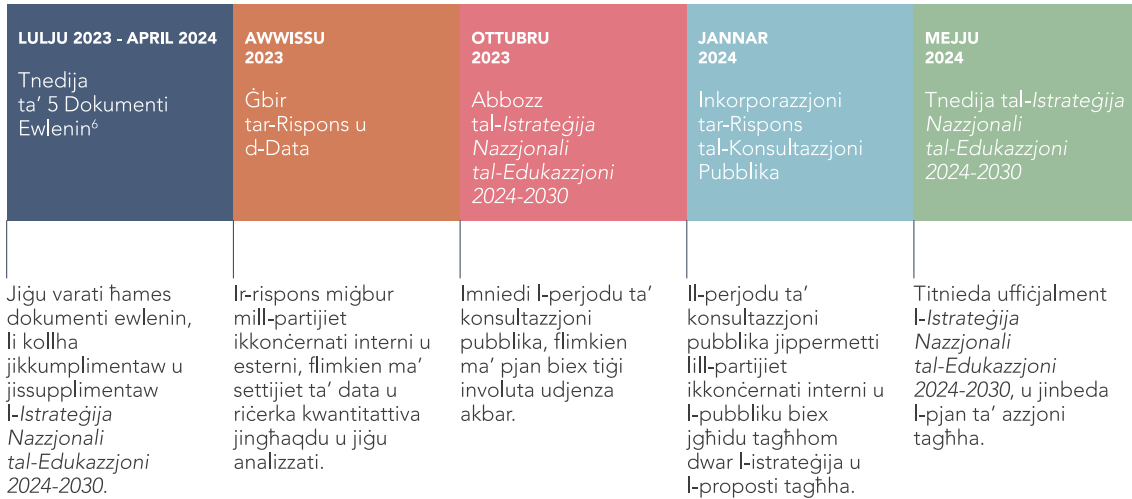 LULJU 2023 - APRIL 2024
Tnedija
ta' 5 Dokumenti
Ewlenin⁶
Jiġu varati ħames
dokumenti ewlenin,
li kollha
jikkumplimentaw u
jissupplimentaw
l-Istrateġija
Nazzjonali
tal-Edukazzjoni
2024-2030.
AWWISSU
2023
Ġbir
tar-Rispons u
d-Data
Ir-rispons miġbur
mill-partijiet
ikkonċernati interni u
esterni, flimkien ma'
settijiet ta' data u
riċerka kwantitattiva
jingħaqdu u jiġu
analizzati.
OTTUBRU
2023
Abbozz
tal-Istrateġija
Nazzjonali
tal-Edukazzjoni
2024-2030
Imniedi l-perjodu ta'
konsultazzjoni
pubblika, flimkien
ma' pjan biex tiġi
involuta udjenza
akbar.
JANNAR
2024
Inkorporazzjoni
tar-Rispons
tal-Konsultazzjoni
Pubblika
Il-perjodu ta'
konsultazzjoni
pubblika jippermetti
lill-partijiet
ikkonċernati interni u
l-pubbliku biex
jgħidu tagħhom
dwar l-istrateġija u
l-proposti tagħha.
MEJJU
2024
Tnedija tal-Istrateġija
Nazzjonali
tal-Edukazzjoni
2024-2030
Titnieda uffiċjalment
l-Istrateġija
Nazzjonali
tal-Edukazzjoni
2024-2030, u jinbeda
l-pjan ta' azzjoni
tagħha.